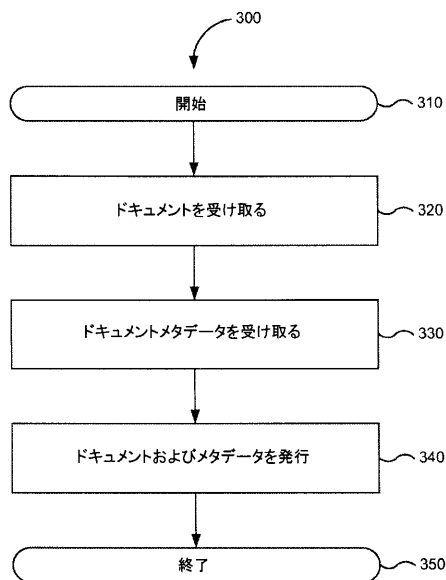 300
開始
310
ドキュメントを受け取る
320
ドキュメントメタデータを受け取る
330
ドキュメントおよびメタデータを発行
340
終了
350